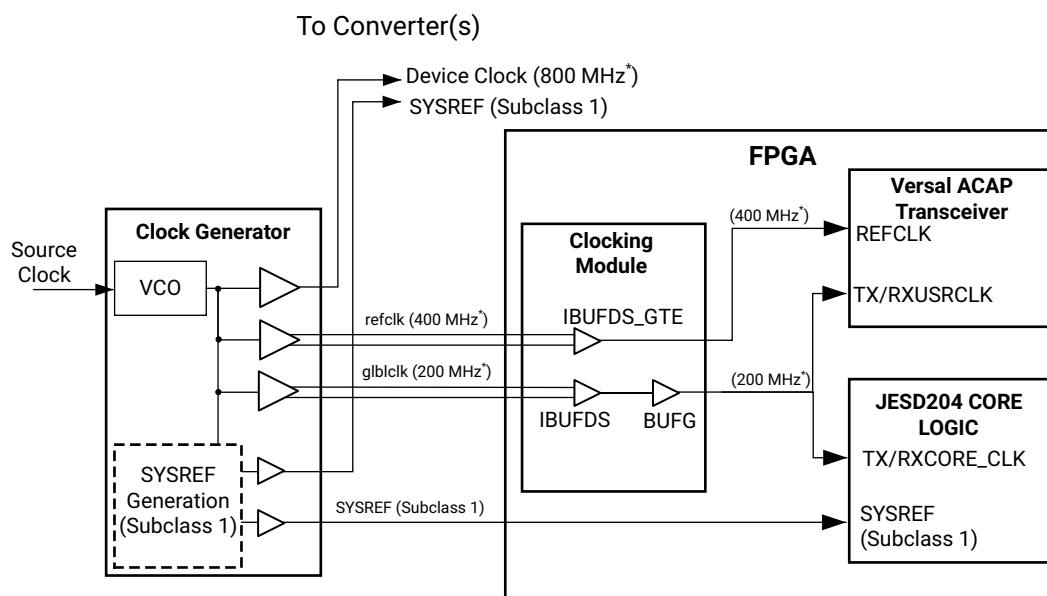 To Converter(s)
Device Clock (800 MHz*)
SYSREF (Subclass 1)
FPGA
Versal ACAP
Transceiver
REFCLK
TX/RXUSRCLK
(400 MHz*)
Clock Generator
Source
Clock
VCO
Clocking
Module
refclk (400 MHz*)
IBUFDS_GTE
glblclk (200 MHz*)
IBUFDS
BUFG
(200 MHz*)
JESD204 CORE
LOGIC
TX/RXCORE_CLK
SYSREF
(Subclass 1)
SYSREF
Generation
(Subclass 1)
SYSREF (Subclass 1)